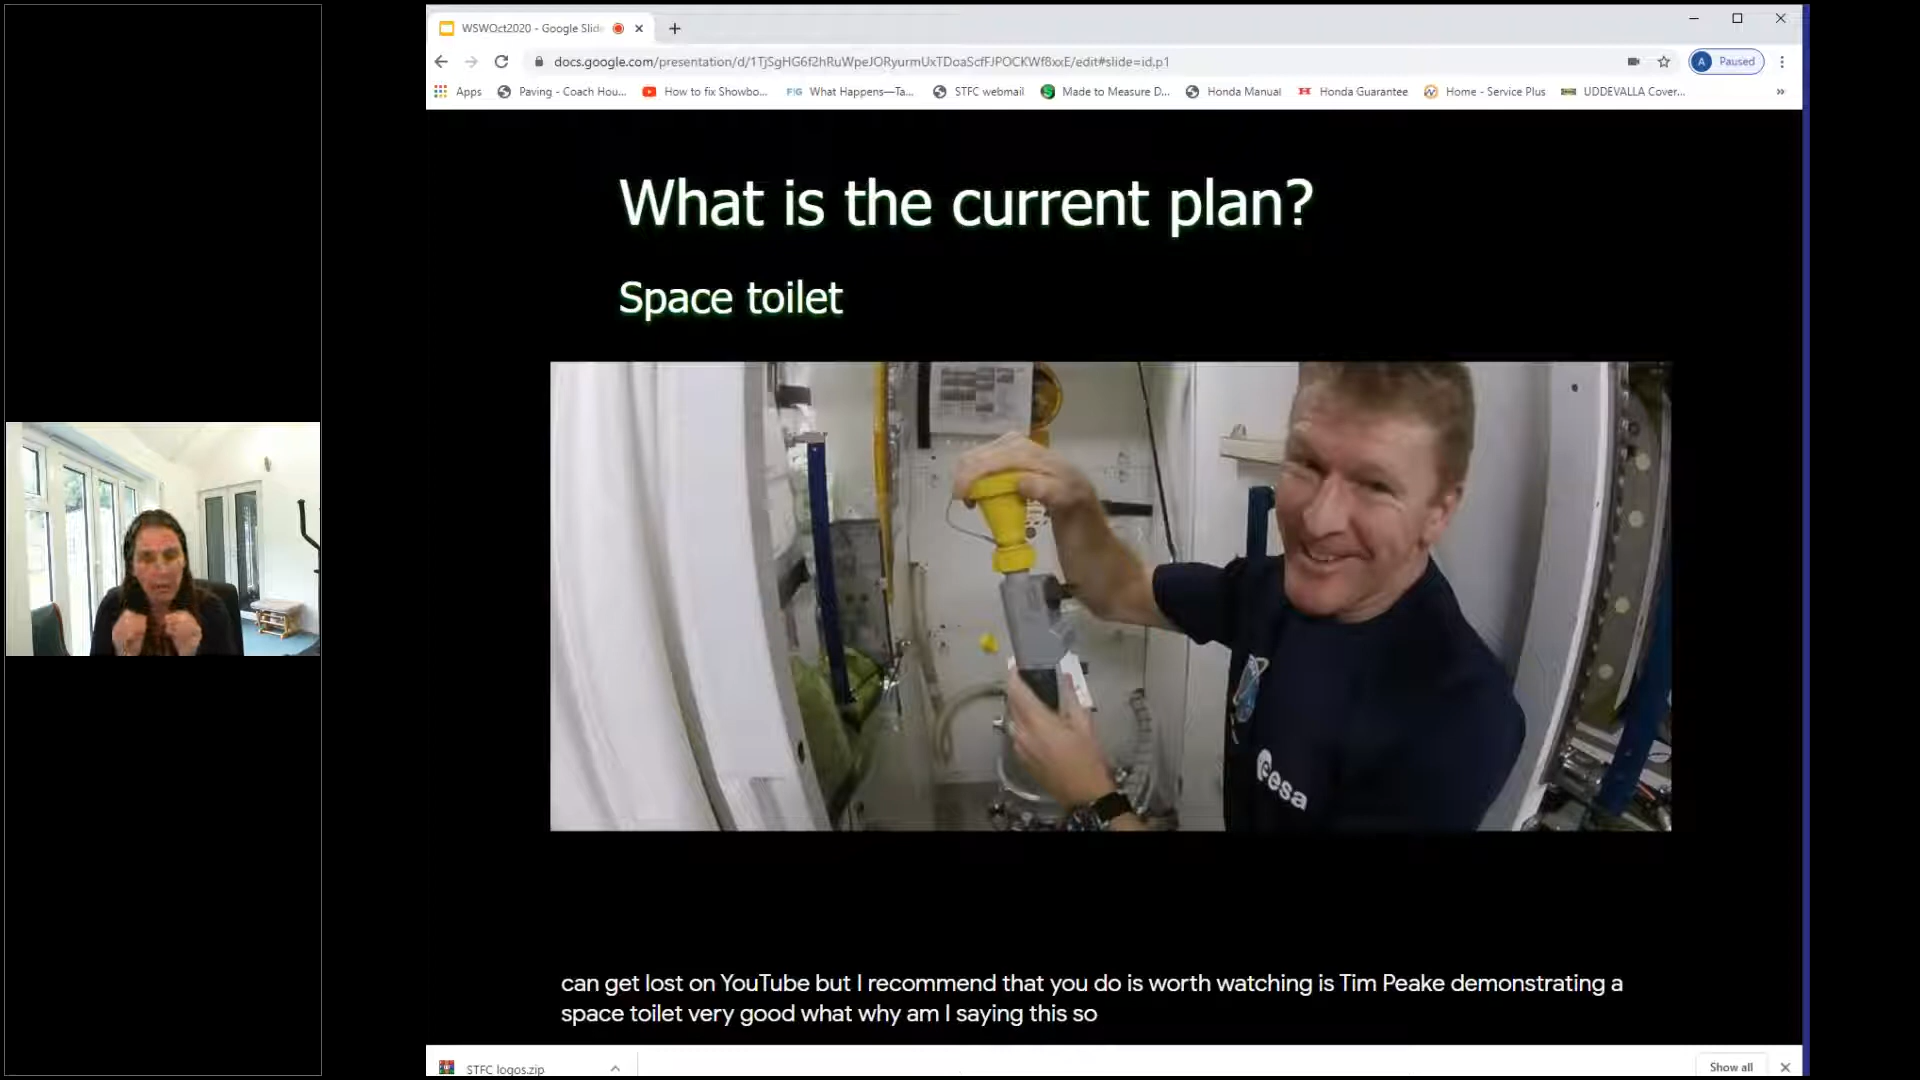 WSWOct2020 - Google Slid
docs.google.com/presentation/d/1TjSgHG6f2hRuWpeJORyurmUxTDoaScfFJPOCKWf8xxE/edit#slide=id.p1
A Paused
Apps Paving - Coach Hou... How to fix Showbo... FIG What Happens—Ta... STFC webmail Made to Measure D... Honda Manual Honda Guarantee Home - Service Plus UDDEVALLA Cover... »
What is the current plan?
Space toilet
esa
can get lost on YouTube but I recommend that you do is worth watching is Tim Peake demonstrating a
space toilet very good what why am I saying this so
STFC logos.zip
Show all